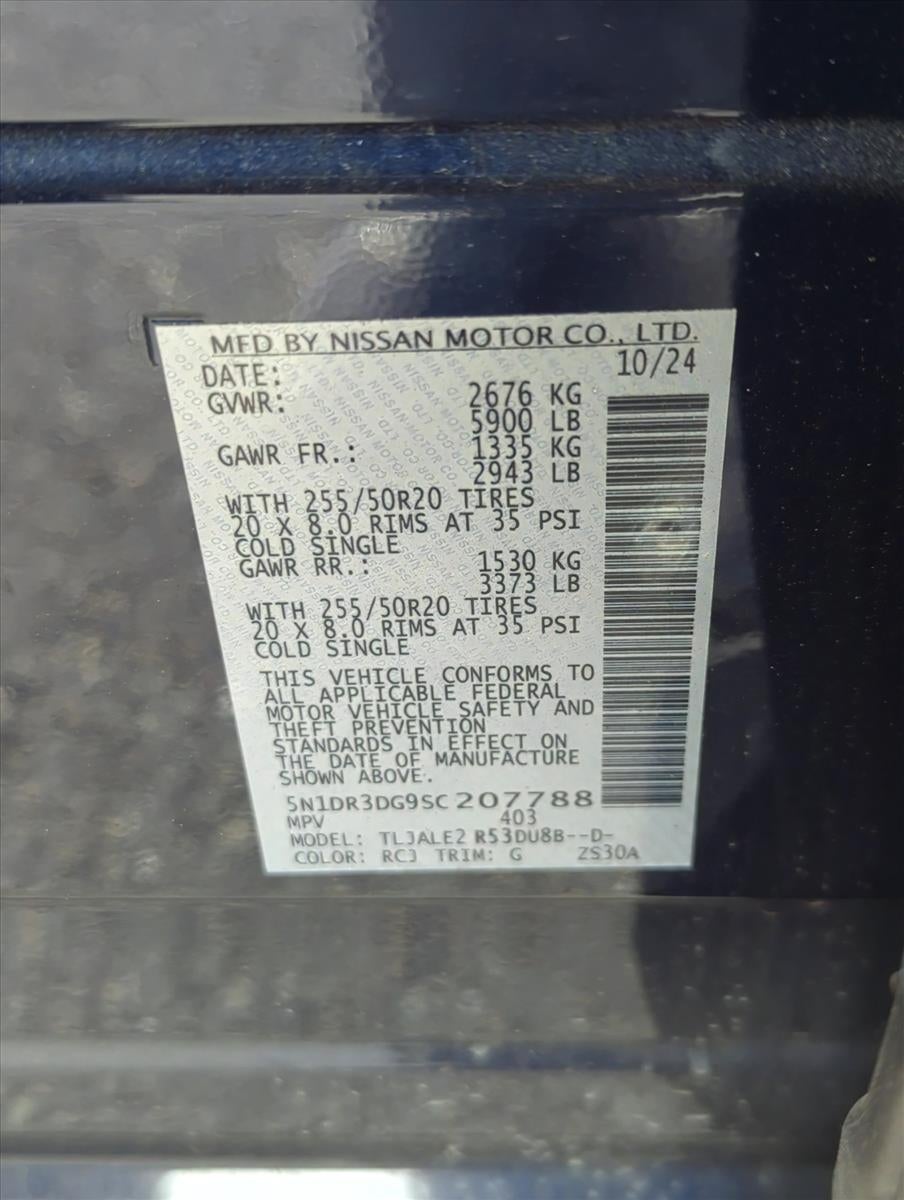 MFD BY NISSAN MOTOR CO., LTD.
DATE: 10/24
GVWR: 2676 KG
5900 LB
GAWR FR.: 1335 KG
2943 LB
WITH 255/50R20 TIRES
20 X 8.0 RIMS AT 35 PSI
COLD SINGLE
GAWR RR.: 1530 KG
3373 LB
WITH 255/50R20 TIRES
20 X 8.0 RIMS AT 35 PSI
COLD SINGLE
THIS VEHICLE CONFORMS TO
ALL APPLICABLE FEDERAL
MOTOR VEHICLE SAFETY AND
THEFT PREVENTION
STANDARDS IN EFFECT ON
THE DATE OF MANUFACTURE
SHOWN ABOVE.
5N1DR3DG9SC207788
MPV 403
MODEL: TLJALE2 R53DU8B--D-
COLOR: RCJ TRIM: G ZS30A